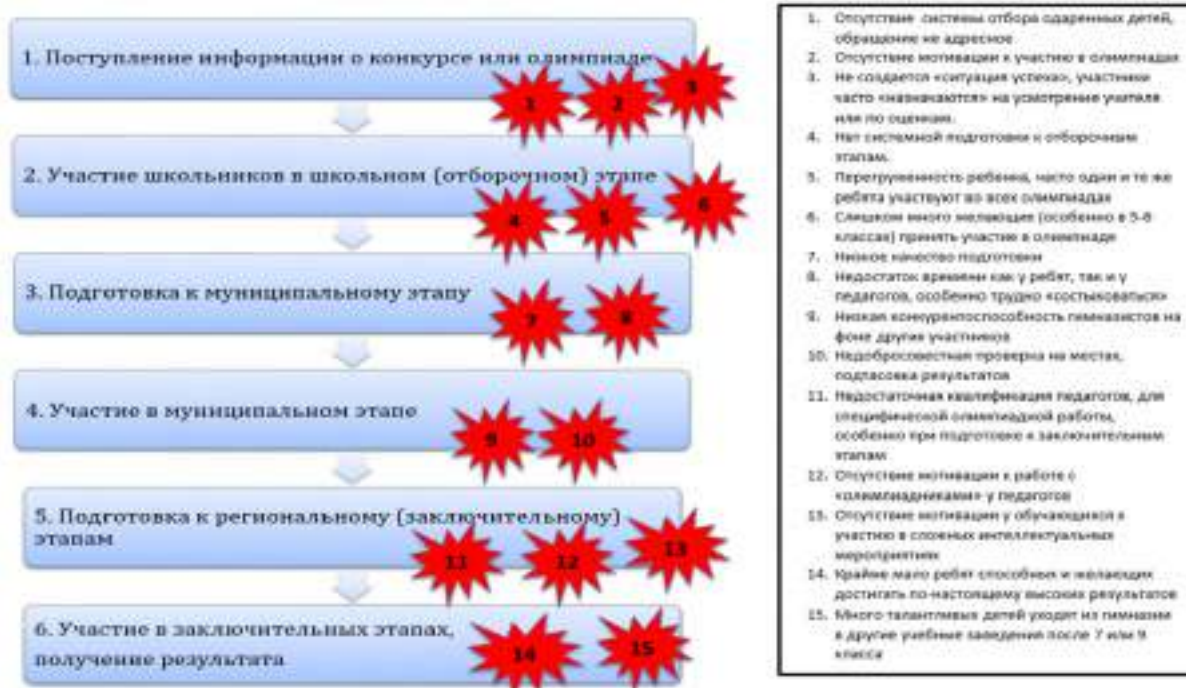 1. Поступление информации о конкурсе или олимпиаде
1
2
3
2. Участие школьников в школьном (отборочном) этапе
4
5
6
3. Подготовка к муниципальному этапу
7
8
4. Участие в муниципальном этапе
9
10
5. Подготовка к региональному (заключительному)
этапам
11
12
13
6. Участие в заключительных этапах,
получение результата
14
15
1. Отсутствие системы отбора одаренных детей,
обращение не адресное
2. Отсутствие мотивации к участию в олимпиадах
3. Не создается «ситуация успеха», участники
часто «назначаются» на усмотрение учителя
или по оценкам.
4. Нет системной подготовки к отборочным
этапам.
5. Перегруженность ребенка, часто одни и те же
ребята участвуют во всех олимпиадах
6. Слишком много желающих (особенно в 5-8
классах) принять участие в олимпиаде
7. Низкое качество подготовки
8. Недостаток времени как у ребят, так и у
педагогов, особенно трудно «состыковаться»
9. Низкая конкурентоспособность гимназистов на
фоне других участников
10. Недобросовестная проверка на местах,
подтасовка результатов
11. Недостаточная квалификация педагогов, для
специфической олимпиадной работы,
особенно при подготовке к заключительным
этапам
12. Отсутствие мотивации к работе с
«олимпиадниками» у педагогов
13. Отсутствие мотивации у обучающихся к
участию в сложных интеллектуальных
мероприятиях
14. Крайне мало ребят способных и желающих
достигать по-настоящему высоких результатов
15. Много талантливых детей уходят из гимназии
в другие учебные заведения после 7 или 9
класса